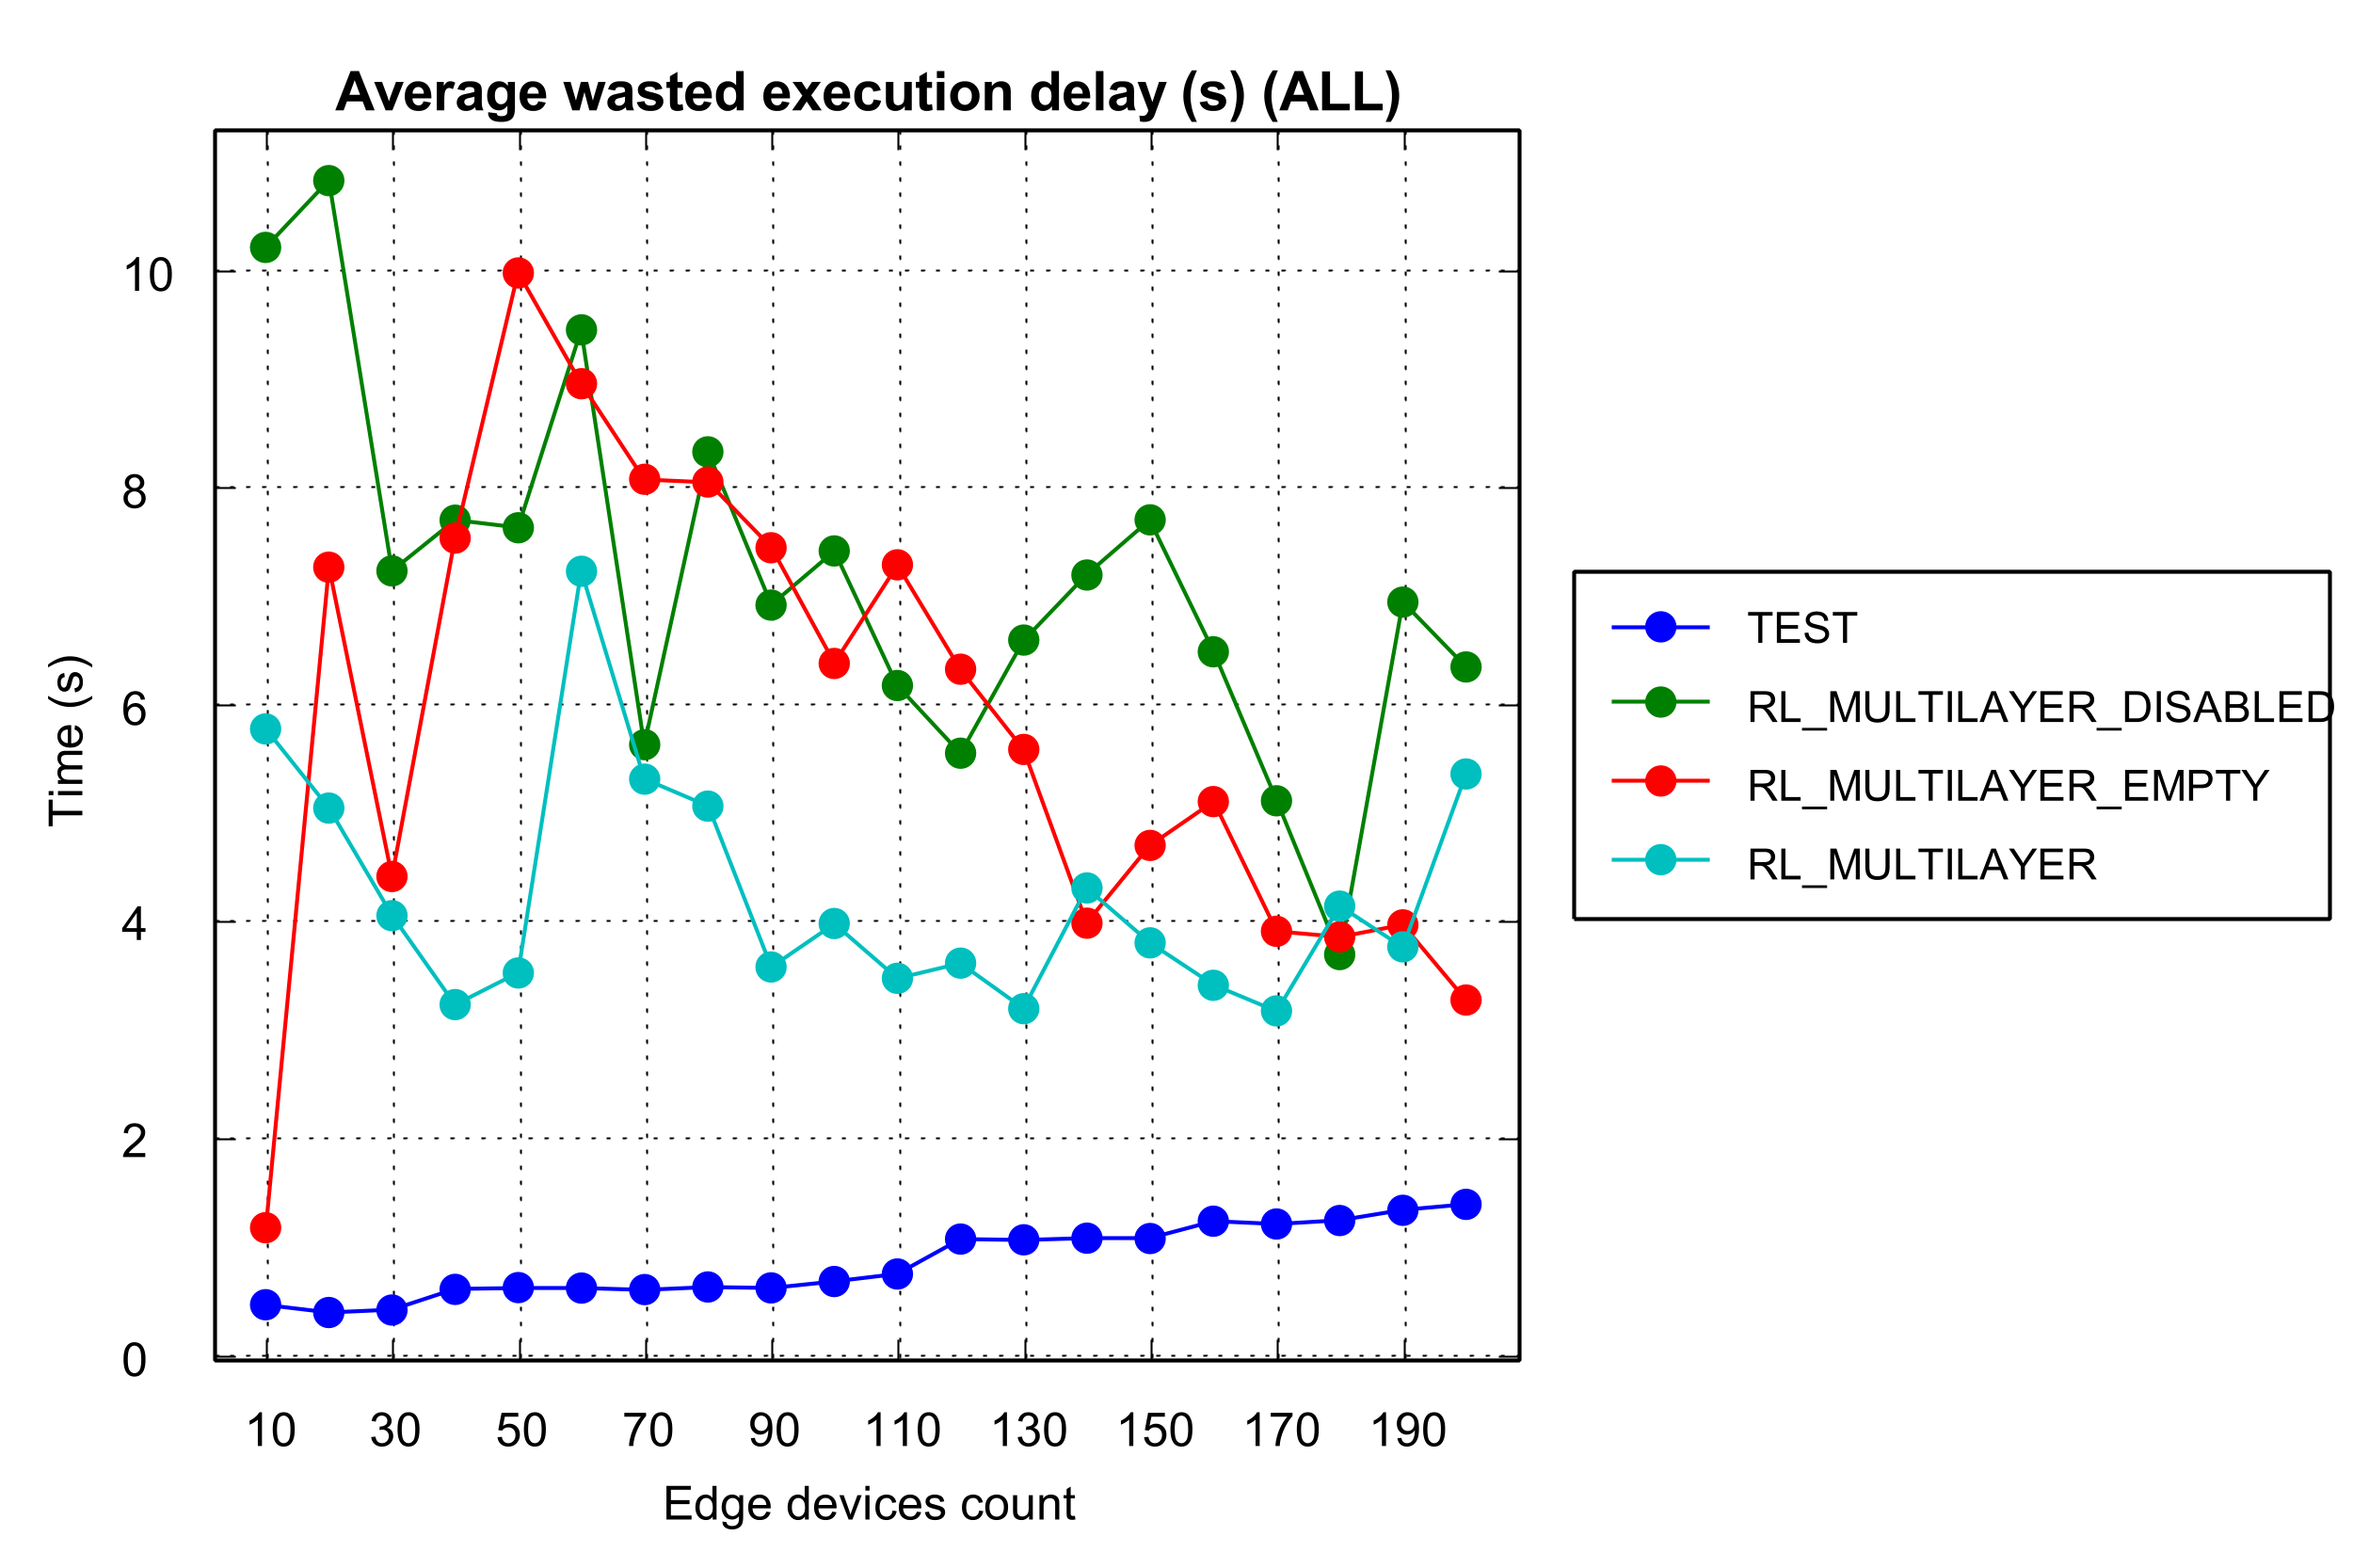 Average wasted execution delay (s) (ALL)
10
8
6
4
2
0
Time (s)
10 30 50 70 90 110 130 150 170 190
Edge devices count
TEST
RL_MULTILAYER_DISABLED
RL_MULTILAYER_EMPTY
RL_MULTILAYER